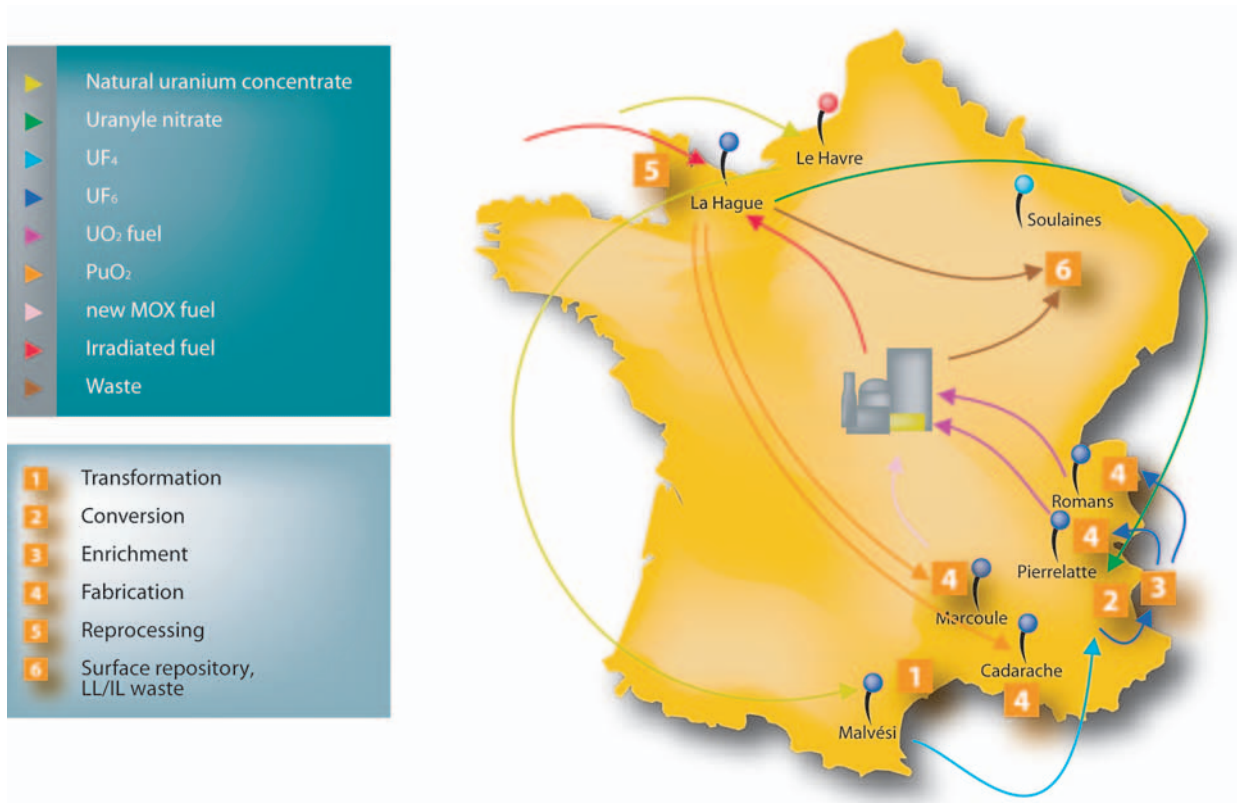 Natural uranium concentrate
Uranyle nitrate
UF₄
UF₆
UO₂ fuel
PuO₂
new MOX fuel
Irradiated fuel
Waste
1 Transformation
2 Conversion
3 Enrichment
4 Fabrication
5 Reprocessing
6 Surface repository,
LL/IL waste
Le Havre
5
La Hague
Soulaines
6
4
Romans
4
Pierrelatte
4
3
2
Marcoule
Cadarache
1
4
Malvési